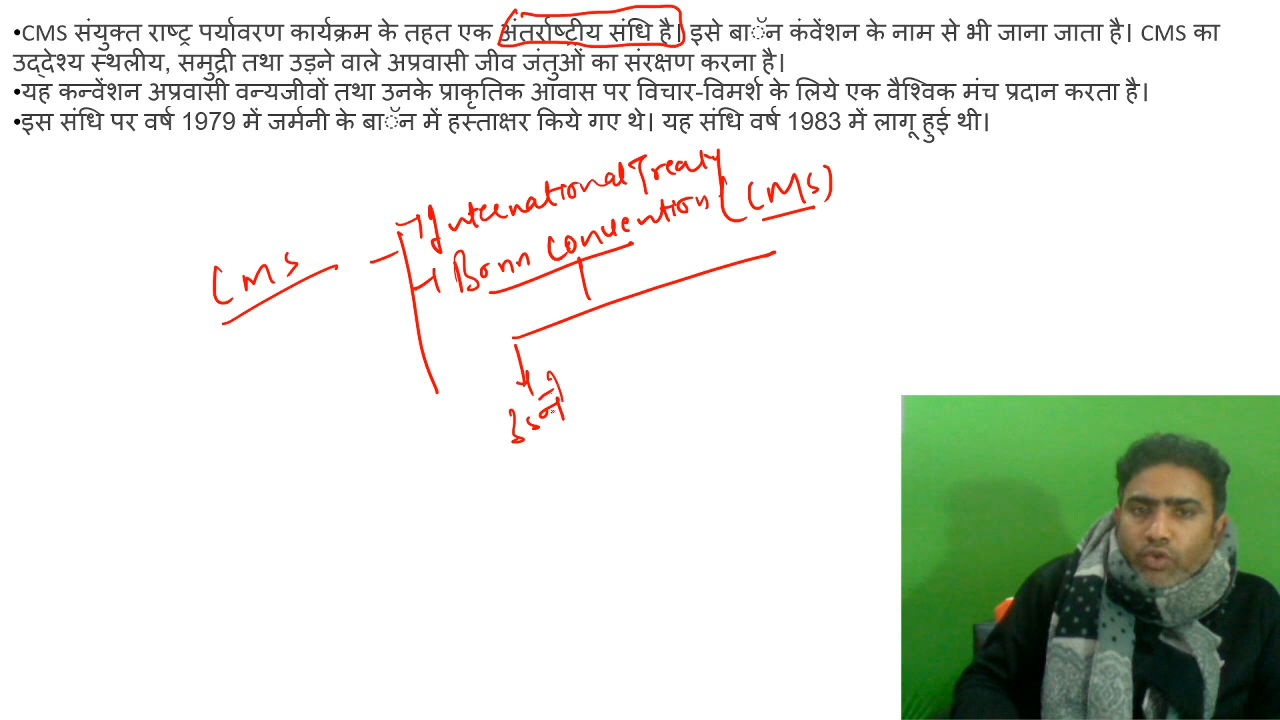 •CMS संयुक्त राष्ट्र पर्यावरण कार्यक्रम के तहत एक अंतर्राष्ट्रीय संधि है। इसे बाॅन कंवेंशन के नाम से भी जाना जाता है। CMS का
उद्देश्य स्थलीय, समुद्री तथा उड़ने वाले अप्रवासी जीव जंतुओं का संरक्षण करना है।
•यह कन्वेंशन अप्रवासी वन्यजीवों तथा उनके प्राकृतिक आवास पर विचार-विमर्श के लिये एक वैश्विक मंच प्रदान करता है।
•इस संधि पर वर्ष 1979 में जर्मनी के बाॅन में हस्ताक्षर किये गए थे। यह संधि वर्ष 1983 में लागू हुई थी।
International Treaty
CMS
Bonn Convention (CMS)